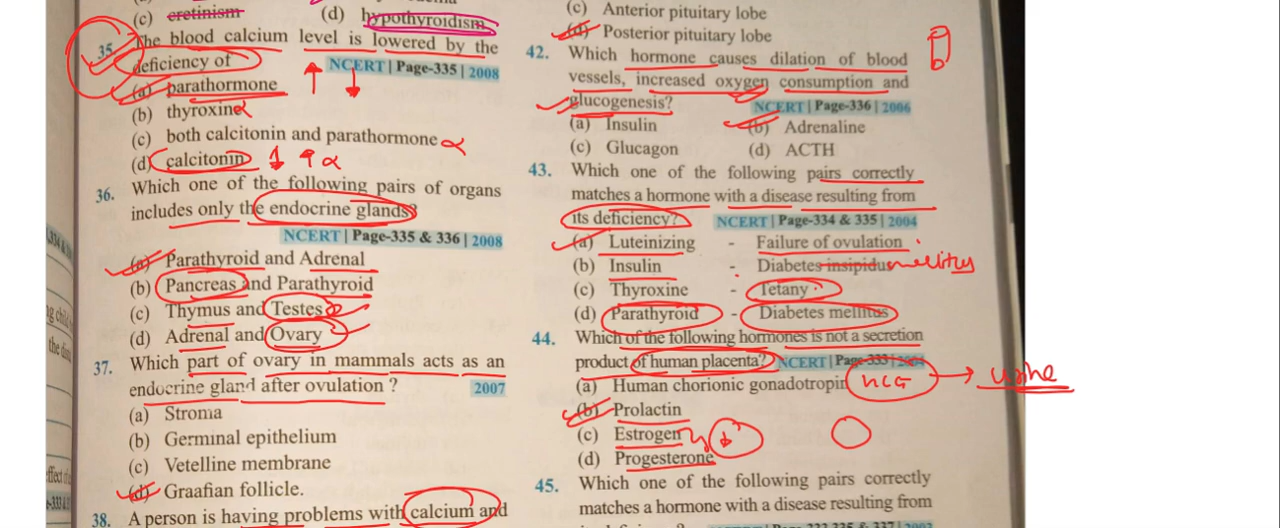 (c) cretinism (d) hypothyroidism
35. The blood calcium level is lowered by the
deficiency of NCERT | Page-335 | 2008
(a) parathormone
(b) thyroxine
(c) both calcitonin and parathormone
(d) calcitonin
36. Which one of the following pairs of organs
includes only the endocrine glands?
NCERT | Page-335 & 336 | 2008
(a) Parathyroid and Adrenal
(b) Pancreas and Parathyroid
(c) Thymus and Testes
(d) Adrenal and Ovary
37. Which part of ovary in mammals acts as an
endocrine gland after ovulation ? 2007
(a) Stroma
(b) Germinal epithelium
(c) Vetelline membrane
(d) Graafian follicle.
38. A person is having problems with calcium and
(c) Anterior pituitary lobe
(d) Posterior pituitary lobe
42. Which hormone causes dilation of blood
vessels, increased oxygen consumption and
glucogenesis? NCERT | Page-336 | 2006
(a) Insulin (b) Adrenaline
(c) Glucagon (d) ACTH
43. Which one of the following pairs correctly
matches a hormone with a disease resulting from
its deficiency? NCERT | Page-334 & 335 | 2004
(a) Luteinizing - Failure of ovulation
(b) Insulin - Diabetes insipidus
(c) Thyroxine - Tetany
(d) Parathyroid - Diabetes mellitus
44. Which of the following hormones is not a secretion
product of human placenta? NCERT | Page-333 | 2004
(a) Human chorionic gonadotropin hCG → urine
(b) Prolactin
(c) Estrogen
(d) Progesterone
45. Which one of the following pairs correctly
matches a hormone with a disease resulting from